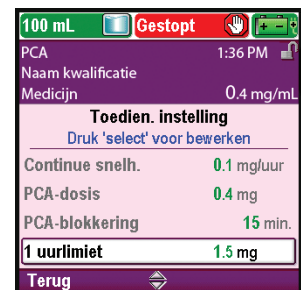 100 mL Gestopt
PCA 1:36 PM
Naam kwalificatie
Medicijn 0.4 mg/mL
Toedien. instelling
Druk 'select' voor bewerken
Continue snelh. 0.1 mg/uur
PCA-dosis 0.4 mg
PCA-blokkering 15 min.
1 uurlimiet 1.5 mg
Terug